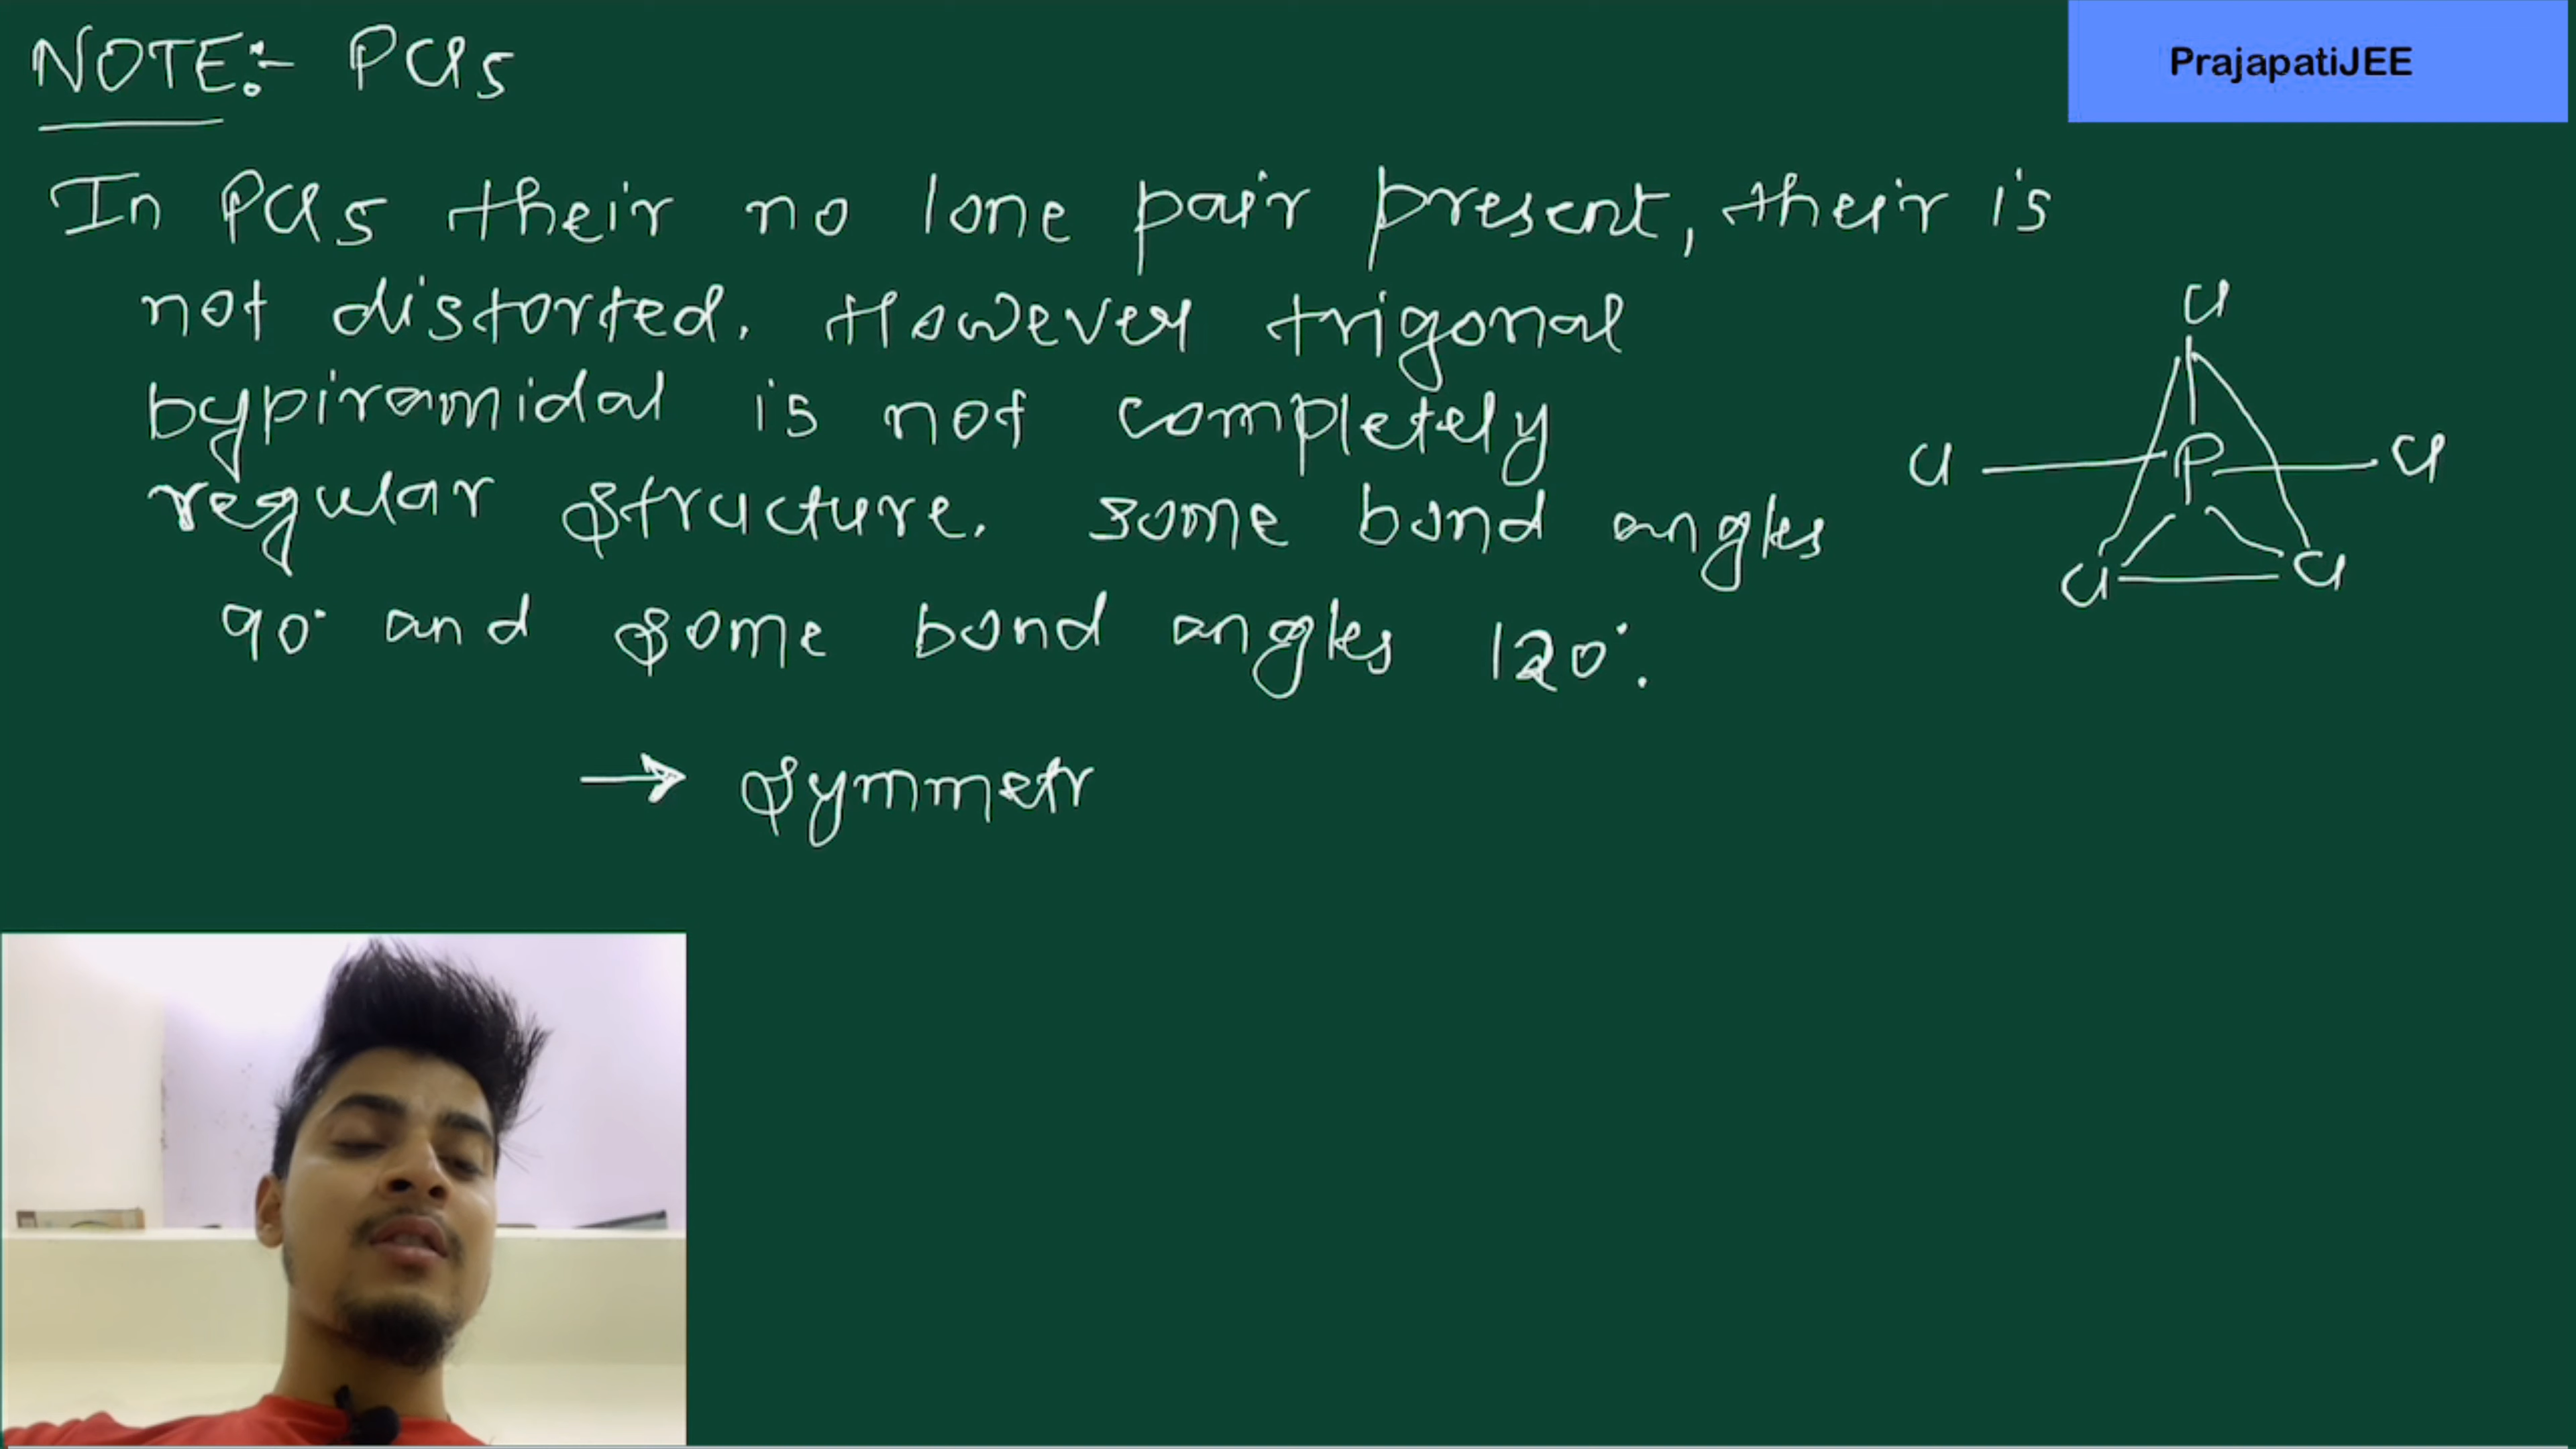 NOTE:- PCl5
PrajapatiJEE
In PCl5 their no lone pair present, their is
not distorted. However trigonal
bypiramidal is not completely
regular structure. some bond angles
90° and some bond angles 120°.
→ Symmetr
Cl
Cl P Cl
Cl Cl